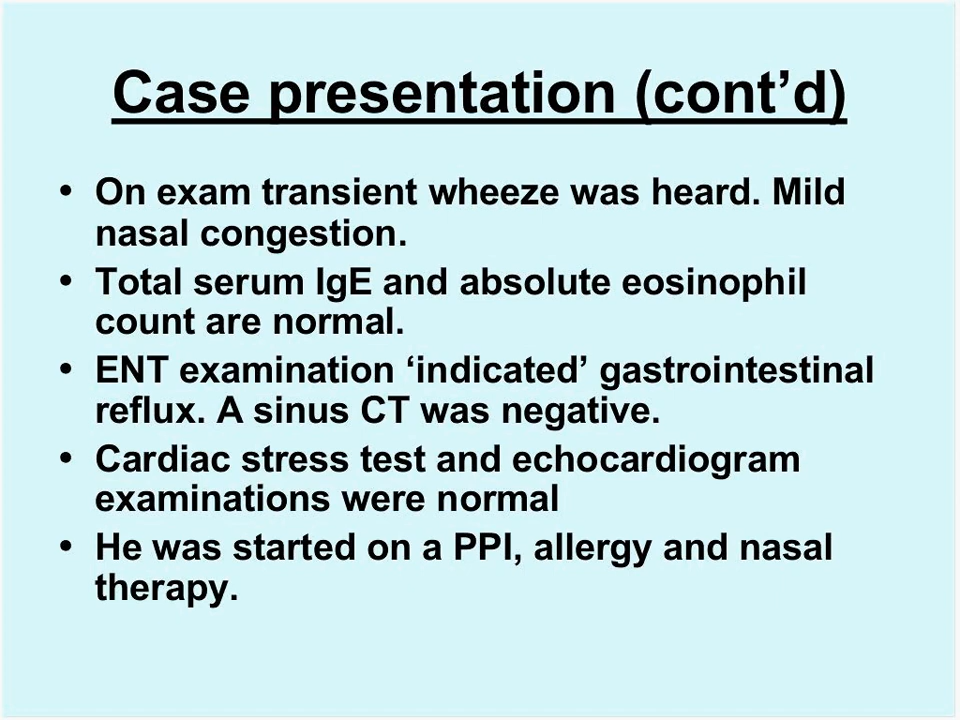 Case presentation (cont’d)
• On exam transient wheeze was heard. Mild
nasal congestion.
• Total serum IgE and absolute eosinophil
count are normal.
• ENT examination ‘indicated’ gastrointestinal
reflux. A sinus CT was negative.
• Cardiac stress test and echocardiogram
examinations were normal
• He was started on a PPI, allergy and nasal
therapy.